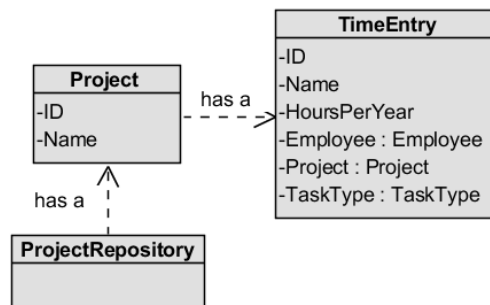 Project
-ID
-Name
has a
TimeEntry
-ID
-Name
-HoursPerYear
-Employee : Employee
-Project : Project
-TaskType : TaskType
has a
ProjectRepository